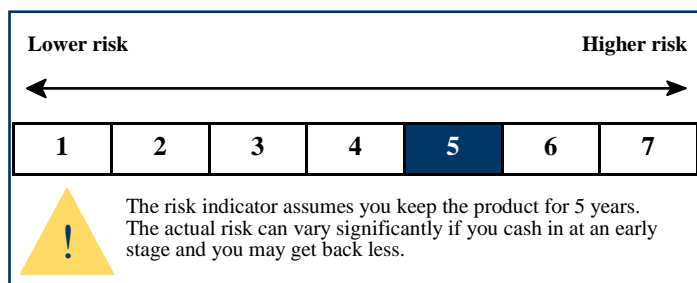 Lower risk Higher risk
1 2 3 4 5 6 7
The risk indicator assumes you keep the product for 5 years.
The actual risk can vary significantly if you cash in at an early
stage and you may get back less.
!